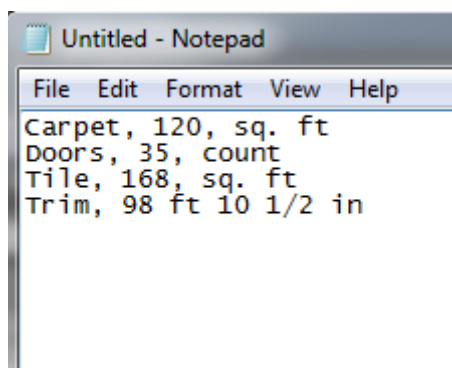 Untitled - Notepad
File Edit Format View Help
Carpet, 120, sq. ft
Doors, 35, count
Tile, 168, sq. ft
Trim, 98 ft 10 1/2 in